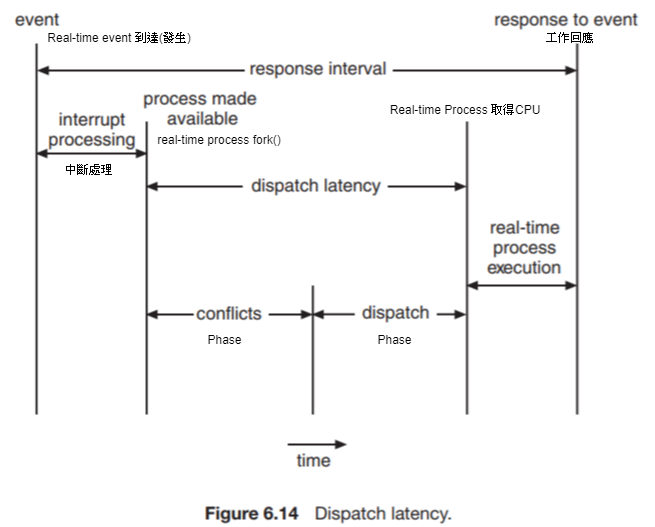 event
response to event
Real-time event 到達(發生)
工作回應
response interval
process made
available
Real-time Process 取得CPU
interrupt
processing
real-time process fork()
中斷處理
dispatch latency
real-time
process
execution
conflicts
dispatch
Phase
Phase
time
Figure 6.14 Dispatch latency.